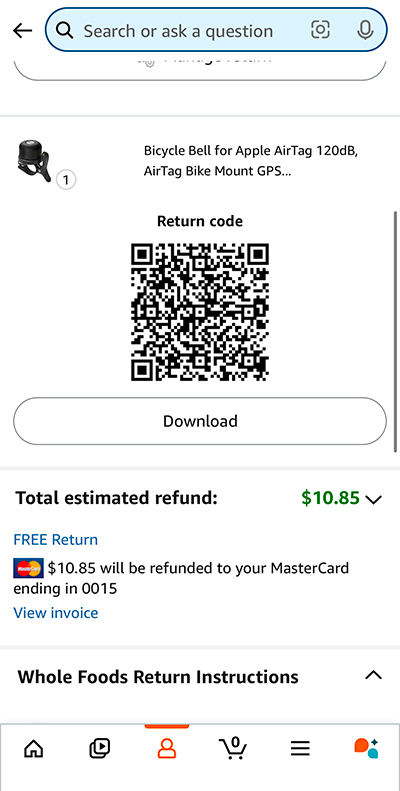 Search or ask a question
1
Bicycle Bell for Apple AirTag 120dB,
AirTag Bike Mount GPS...
Return code
Download
Total estimated refund: $10.85
FREE Return
MasterCard $10.85 will be refunded to your MasterCard
ending in 0015
View invoice
Whole Foods Return Instructions
0